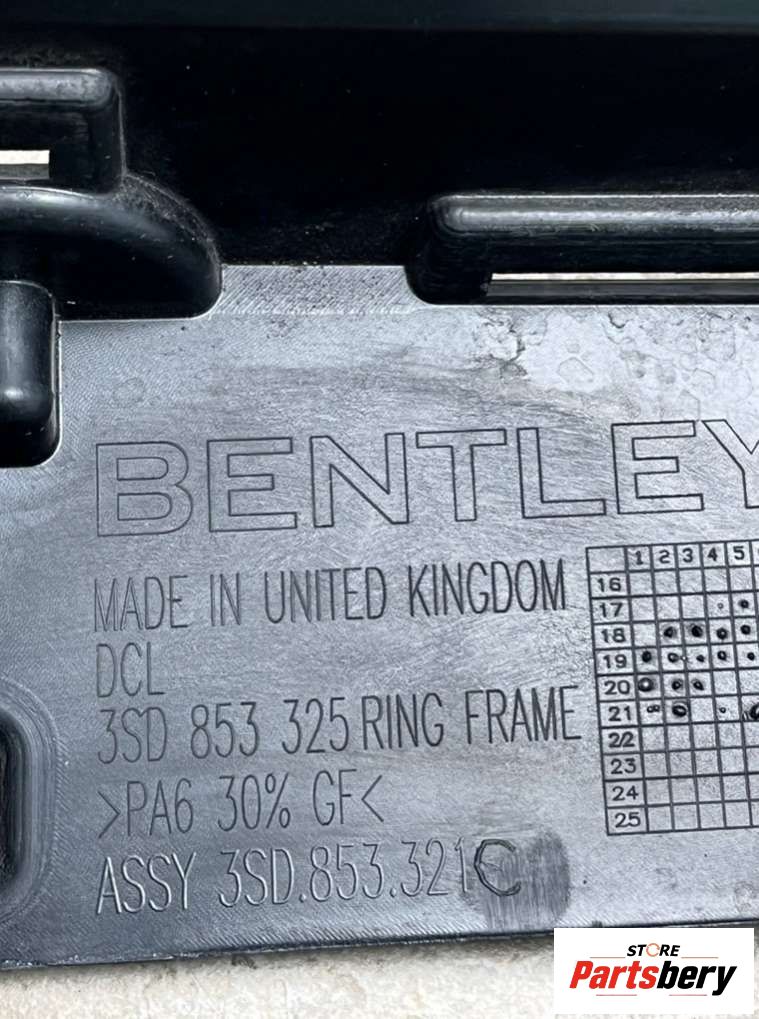 BENTLEY
MADE IN UNITED KINGDOM
DCL
3SD 853 325 RING FRAME
>PA6 30% GF<
ASSY 3SD.853.321C
1 2 3 4 5
16
17
18
19
20
21
22
23
24
25
STORE
Partsbery